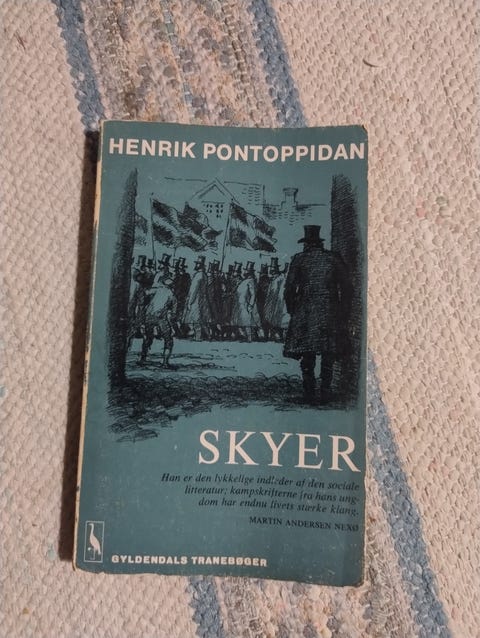 HENRIK PONTOPPIDAN
SKYER
Han er den lykkelige indleder af den sociale
litteratur; kampskrifterne fra hans ung-
dom har endnu livets stærke klang.
MARTIN ANDERSEN NEXØ
GYLDENDALS TRANEBØGER